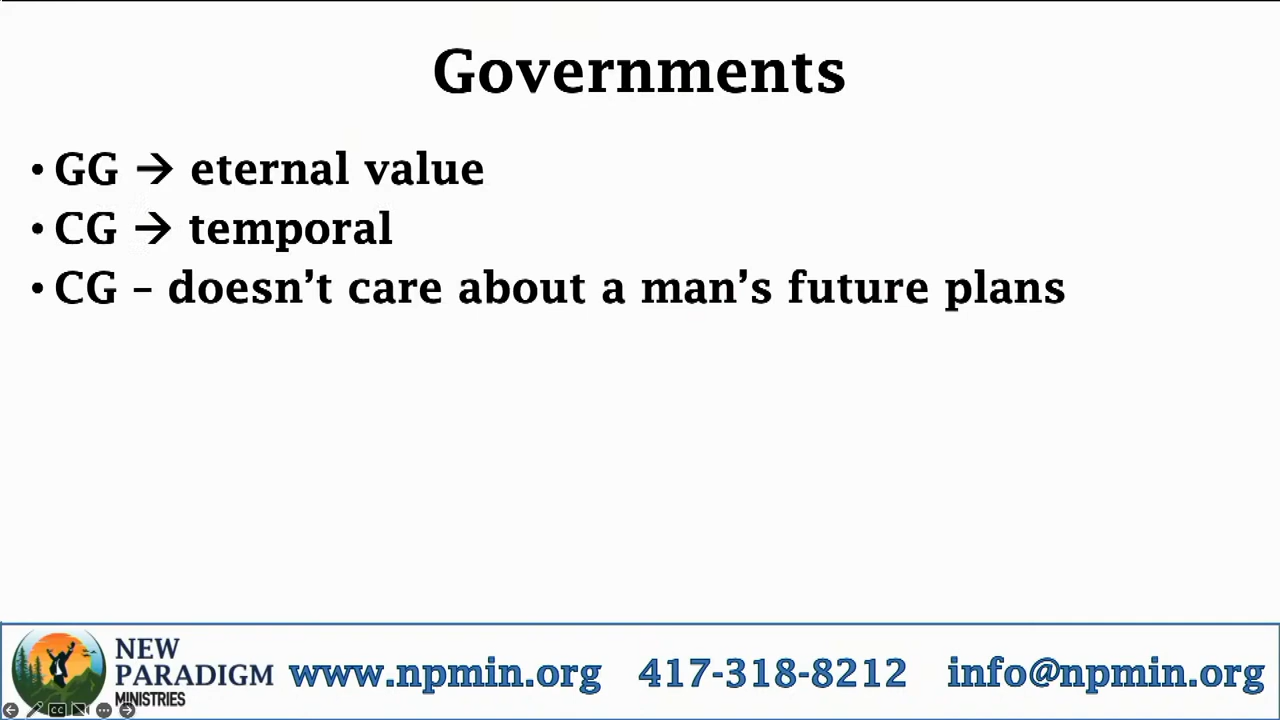 Governments
• GG → eternal value
• CG → temporal
• CG – doesn’t care about a man’s future plans
NEW
PARADIGM
MINISTRIES
www.npmin.org 417-318-8212 info@npmin.org
CC